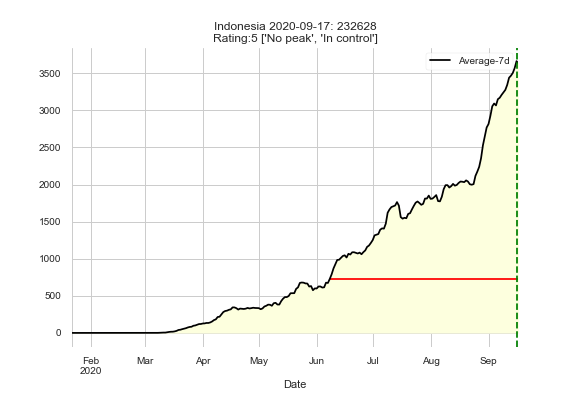 Indonesia 2020-09-17: 232628
Rating:5 ['No peak', 'In control']
Average-7d
3500
3000
2500
2000
1500
1000
500
0
Feb Mar Apr May Jun Jul Aug Sep
2020
Date